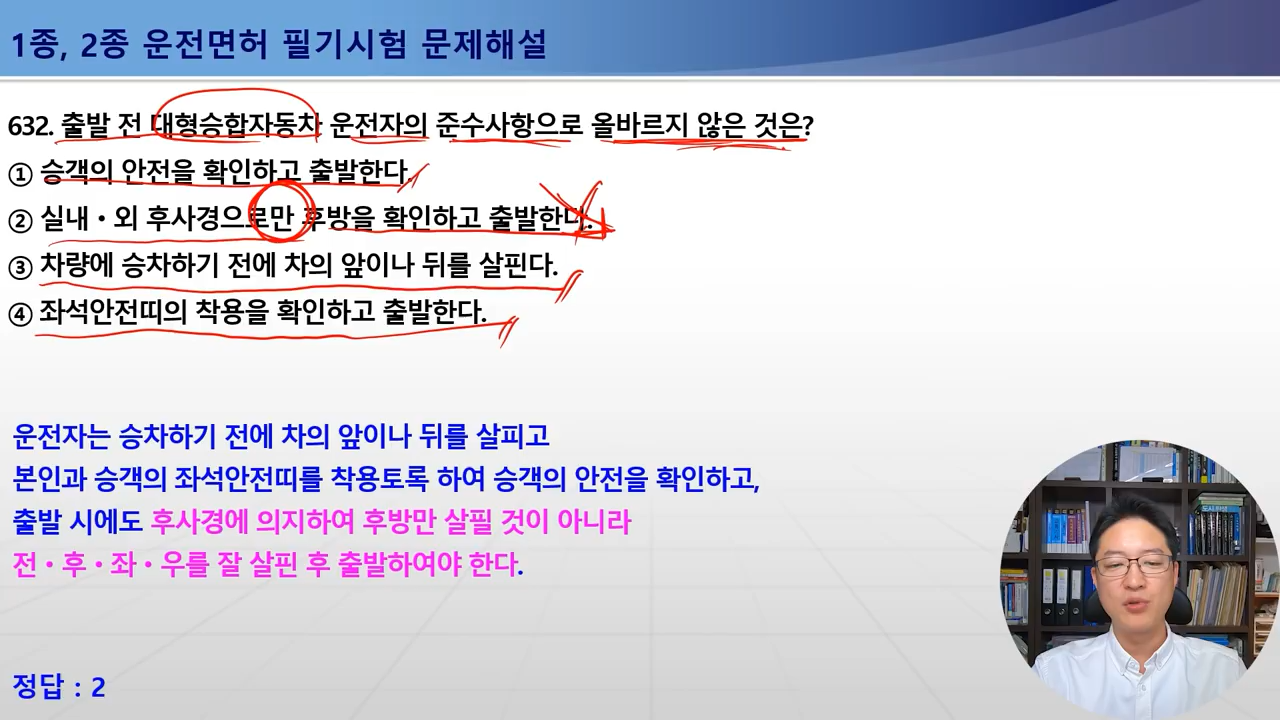 1종, 2종 운전면허 필기시험 문제해설
632. 출발 전 대형승합자동차 운전자의 준수사항으로 올바르지 않은 것은?
① 승객의 안전을 확인하고 출발한다.
② 실내・외 후사경으로만 후방을 확인하고 출발한다.
③ 차량에 승차하기 전에 차의 앞이나 뒤를 살핀다.
④ 좌석안전띠의 착용을 확인하고 출발한다.
운전자는 승차하기 전에 차의 앞이나 뒤를 살피고
본인과 승객의 좌석안전띠를 착용토록 하여 승객의 안전을 확인하고,
출발 시에도 후사경에 의지하여 후방만 살필 것이 아니라
전・후・좌・우를 잘 살핀 후 출발하여야 한다.
정답 : 2